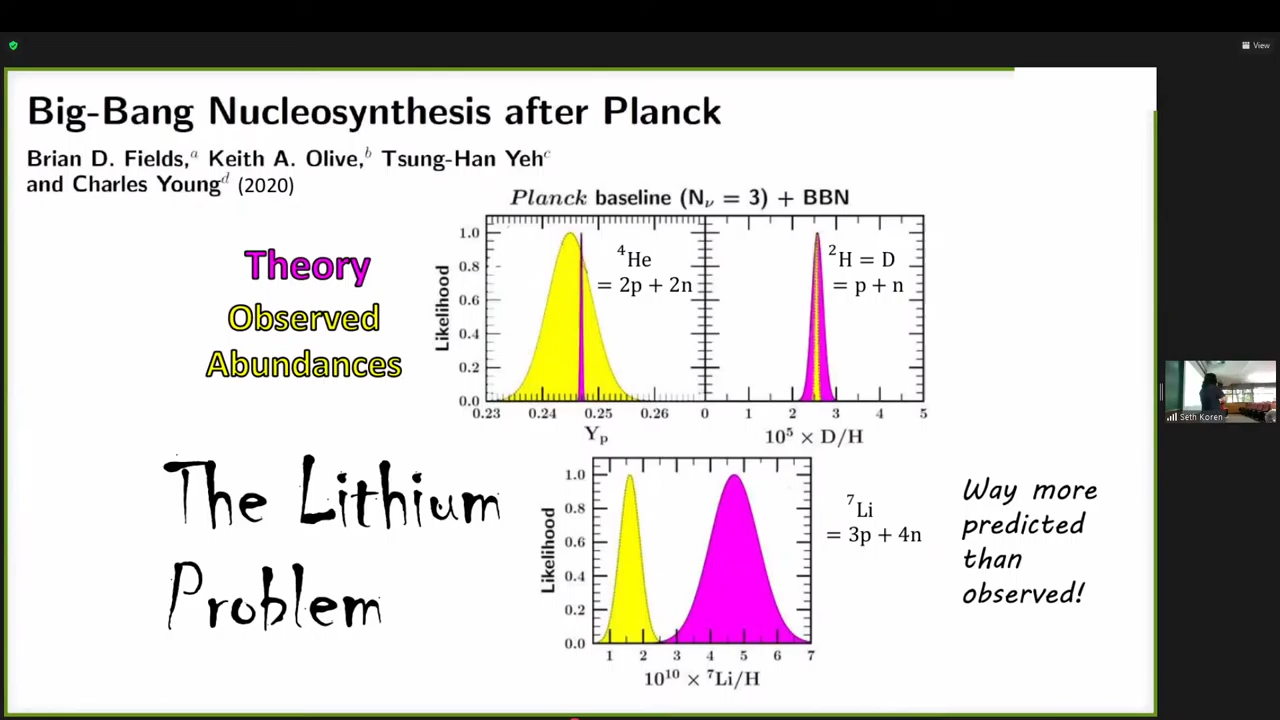 View
Big-Bang Nucleosynthesis after Planck
Brian D. Fields,ᵃ Keith A. Olive,ᵇ Tsung-Han Yehᶜ
and Charles Youngᵈ (2020)
Planck baseline (Nᵥ = 3) + BBN
Theory
Observed
Abundances
Likelihood
1.0
0.8
0.6
0.4
0.2
0.0
0.23 0.24 0.25 0.26
Yₚ
⁴He
= 2p + 2n
²H = D
= p + n
0 1 2 3 4 5
10⁵ × D/H
The Lithium
Problem
Likelihood
1.0
0.8
0.6
0.4
0.2
0.0
1 2 3 4 5 6 7
10¹⁰ × ⁷Li/H
⁷Li
= 3p + 4n
Way more
predicted
than
observed!
Seth Koren